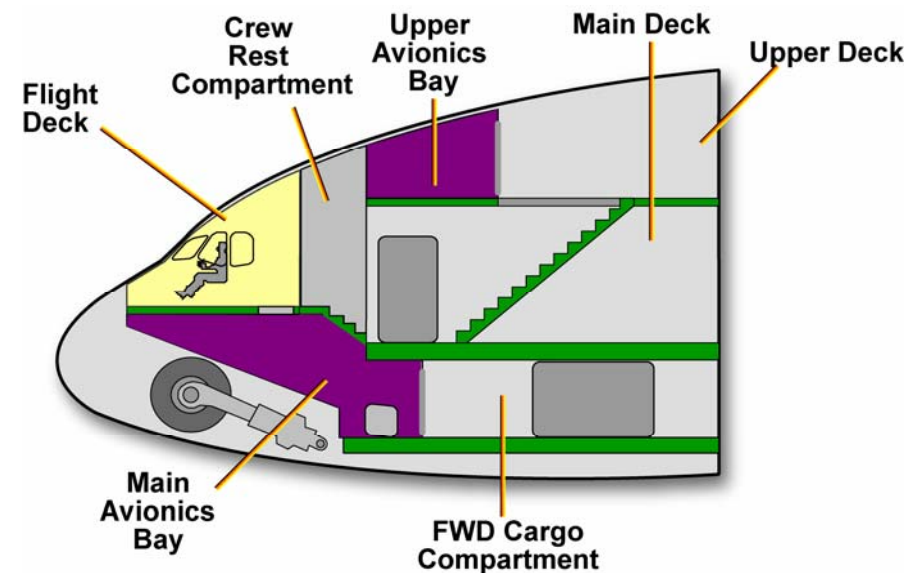 Crew
Rest
Compartment
Upper
Avionics
Bay
Main Deck
Upper Deck
Flight
Deck
Main
Avionics
Bay
FWD Cargo
Compartment